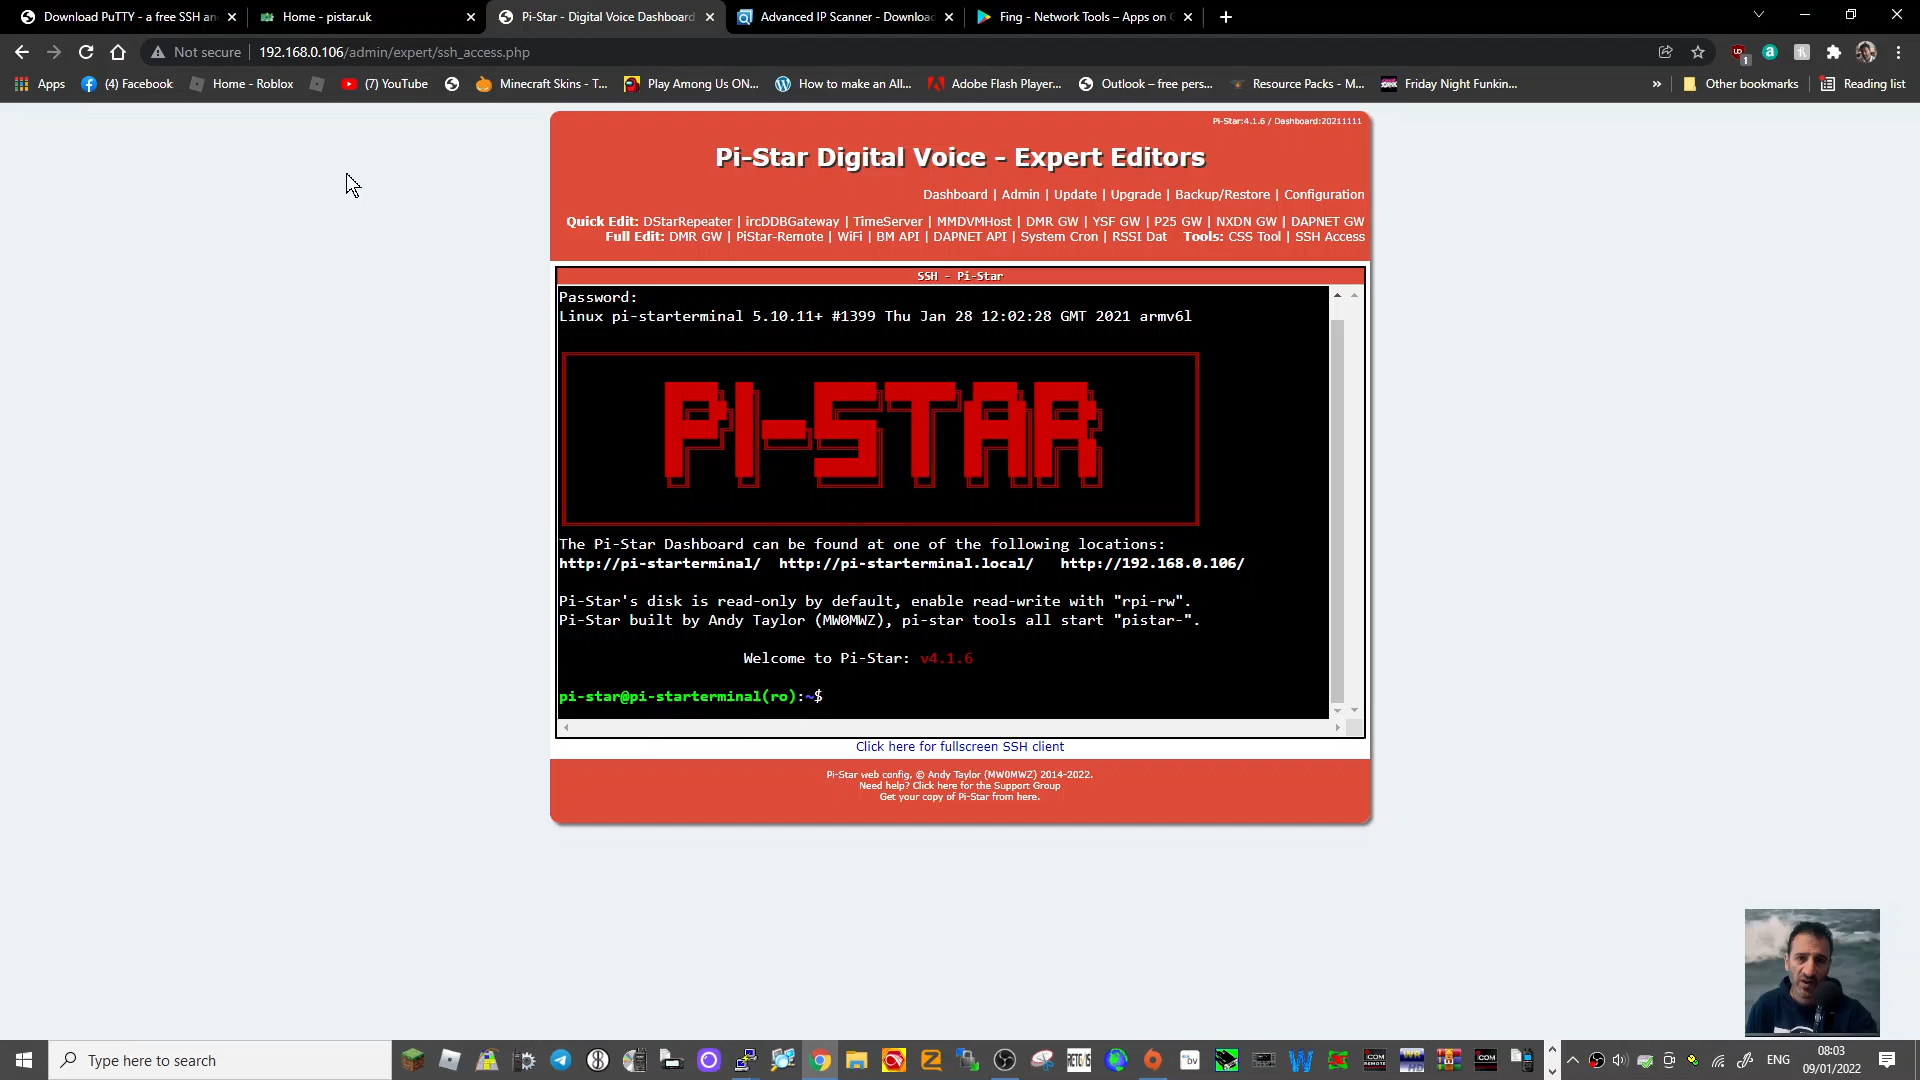 Download PuTTY - a free SSH an
Home - pistar.uk
Pi-Star - Digital Voice Dashboard
Advanced IP Scanner - Download
Fing - Network Tools – Apps on G
Not secure
192.168.0.106/admin/expert/ssh_access.php
Apps
(4) Facebook
Home - Roblox
(7) YouTube
Minecraft Skins - T...
Play Among Us ON...
How to make an All...
Adobe Flash Player...
Outlook – free pers...
Resource Packs - M...
Friday Night Funkin...
»
Other bookmarks
Reading list
Pi-Star:4.1.6 / Dashboard:20211111
Pi-Star Digital Voice - Expert Editors
Dashboard | Admin | Update | Upgrade | Backup/Restore | Configuration
Quick Edit: DStarRepeater | ircDDBGateway | TimeServer | MMDVMHost | DMR GW | YSF GW | P25 GW | NXDN GW | DAPNET GW
Full Edit: DMR GW | PiStar-Remote | WiFi | BM API | DAPNET API | System Cron | RSSI Dat Tools: CSS Tool | SSH Access
SSH - Pi-Star
Password:
Linux pi-starterminal 5.10.11+ #1399 Thu Jan 28 12:02:28 GMT 2021 armv6l
PI-STAR
The Pi-Star Dashboard can be found at one of the following locations:
http://pi-starterminal/ http://pi-starterminal.local/ http://192.168.0.106/
Pi-Star's disk is read-only by default, enable read-write with "rpi-rw".
Pi-Star built by Andy Taylor (MW0MWZ), pi-star tools all start "pistar-".
Welcome to Pi-Star: v4.1.6
pi-star@pi-starterminal(ro):~$
Click here for fullscreen SSH client
Pi-Star web config, © Andy Taylor (MW0MWZ) 2014-2022.
Need help? Click here for the Support Group
Get your copy of Pi-Star from here.
Type here to search
ENG
08:03
09/01/2022